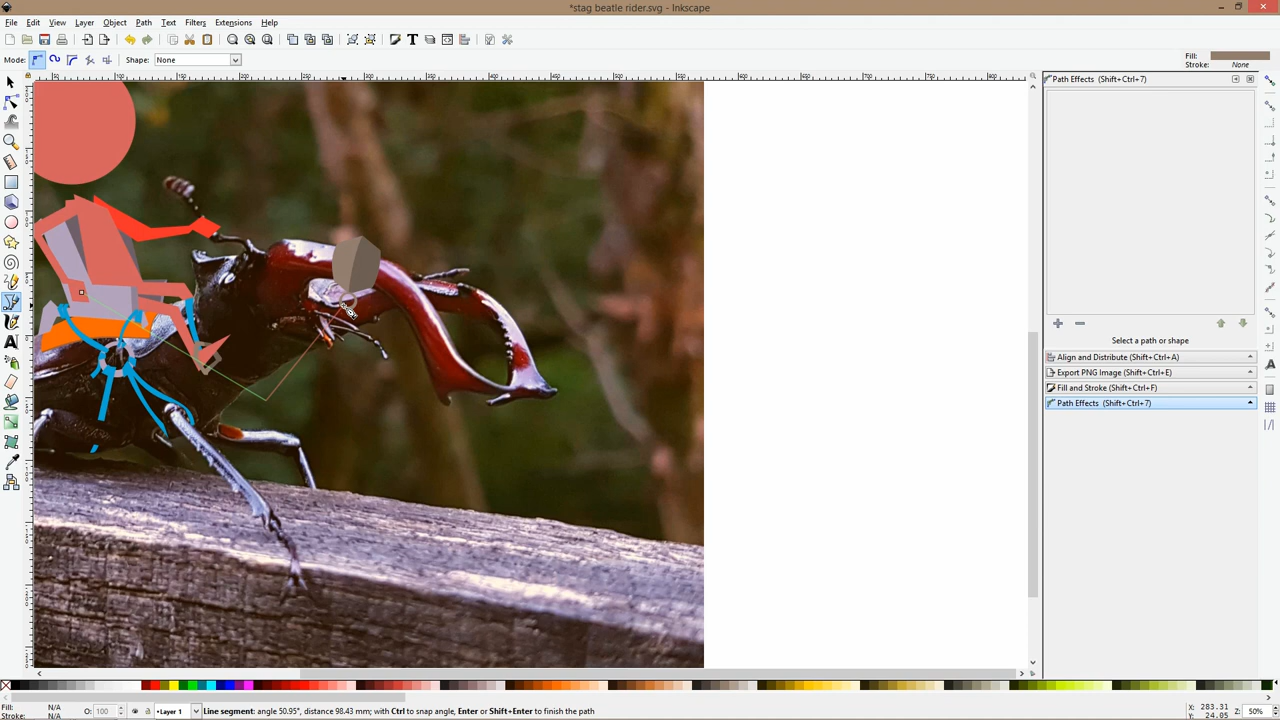 *stag beatle rider.svg - Inkscape
File Edit View Layer Object Path Text Filters Extensions Help
Mode: Shape: None
Fill:
Stroke: None
Path Effects (Shift+Ctrl+7)
Select a path or shape
Align and Distribute (Shift+Ctrl+A)
Export PNG Image (Shift+Ctrl+E)
Fill and Stroke (Shift+Ctrl+F)
Path Effects (Shift+Ctrl+7)
Fill: N/A
Stroke: N/A
O: 100
Layer 1
Line segment: angle 50.95°, distance 98.43 mm; with Ctrl to snap angle, Enter or Shift+Enter to finish the path
X: 283.31
Y: 24.05
Z: 50%